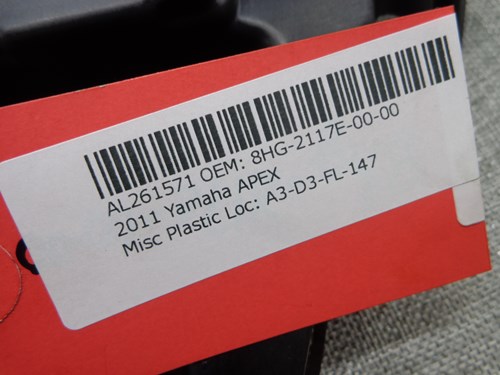 AL261571 OEM: 8HG-2117E-00-00
2011 Yamaha APEX
Misc Plastic Loc: A3-D3-FL-147